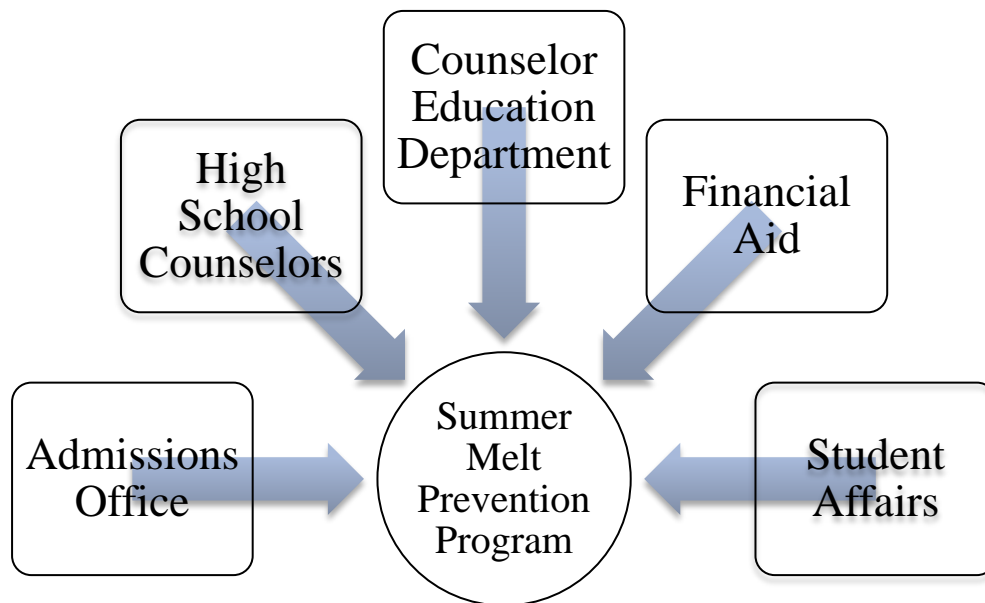 Counselor
Education
Department
High
School
Counselors
Financial
Aid
Admissions
Office
Summer
Melt
Prevention
Program
Student
Affairs